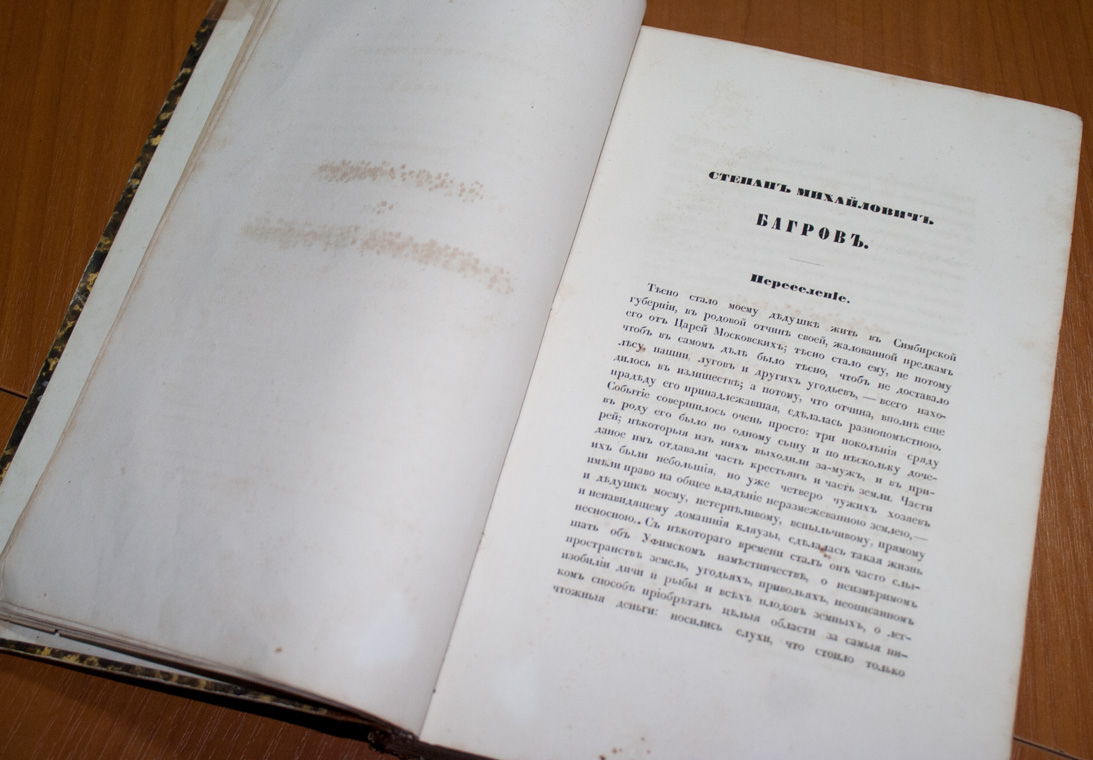 СТЕПАНЪ МИХАЙЛОВИЧЪ
БАГРОВЪ.
Переселеніе.
Тѣсно стало моему дѣдушкѣ жить въ Симбирской
губерніи, въ родовой отчинѣ своей, жалованной предкамъ
его отъ Царей Московскихъ; тѣсно стало ему, не потому
чтобъ въ самомъ дѣлѣ было тѣсно, чтобъ не доставало
лѣсу, пашни, луговъ и другихъ угодьевъ, — всего нахо-
дилось въ излишествѣ; а потому, что отчина, вполнѣ еще
прадѣду его принадлежавшая, сдѣлалась разнопомѣстною.
Событіе совершилось очень просто: три поколѣнія сряду
въ роду его было по одному сыну и по нѣскольку доче-
рей; нѣкоторыя изъ нихъ выходили за-мужъ, и въ при-
даное имъ отдавали часть крестьянъ и часть земли. Части
ихъ были небольшія, но уже четверо чужихъ хозяевъ
имѣли право на общее владѣніе неразмежеванною землею, —
и дѣдушкѣ моему, нетерпѣливому, вспыльчивому, прямому
и ненавидящему домашнія кляузы, сдѣлалась такая жизнь
несносною. Съ нѣкотораго времени сталъ онъ часто слы-
шать объ Уфимскомъ намѣстничествѣ, о неизмѣримомъ
пространствѣ земель, угодьяхъ, привольяхъ, неописанномъ
изобиліи дичи и рыбы и всѣхъ плодовъ земныхъ, о лег-
комъ способѣ пріобрѣтать цѣлыя области за самыя ни-
чтожныя деньги: носились слухи, что стоило только